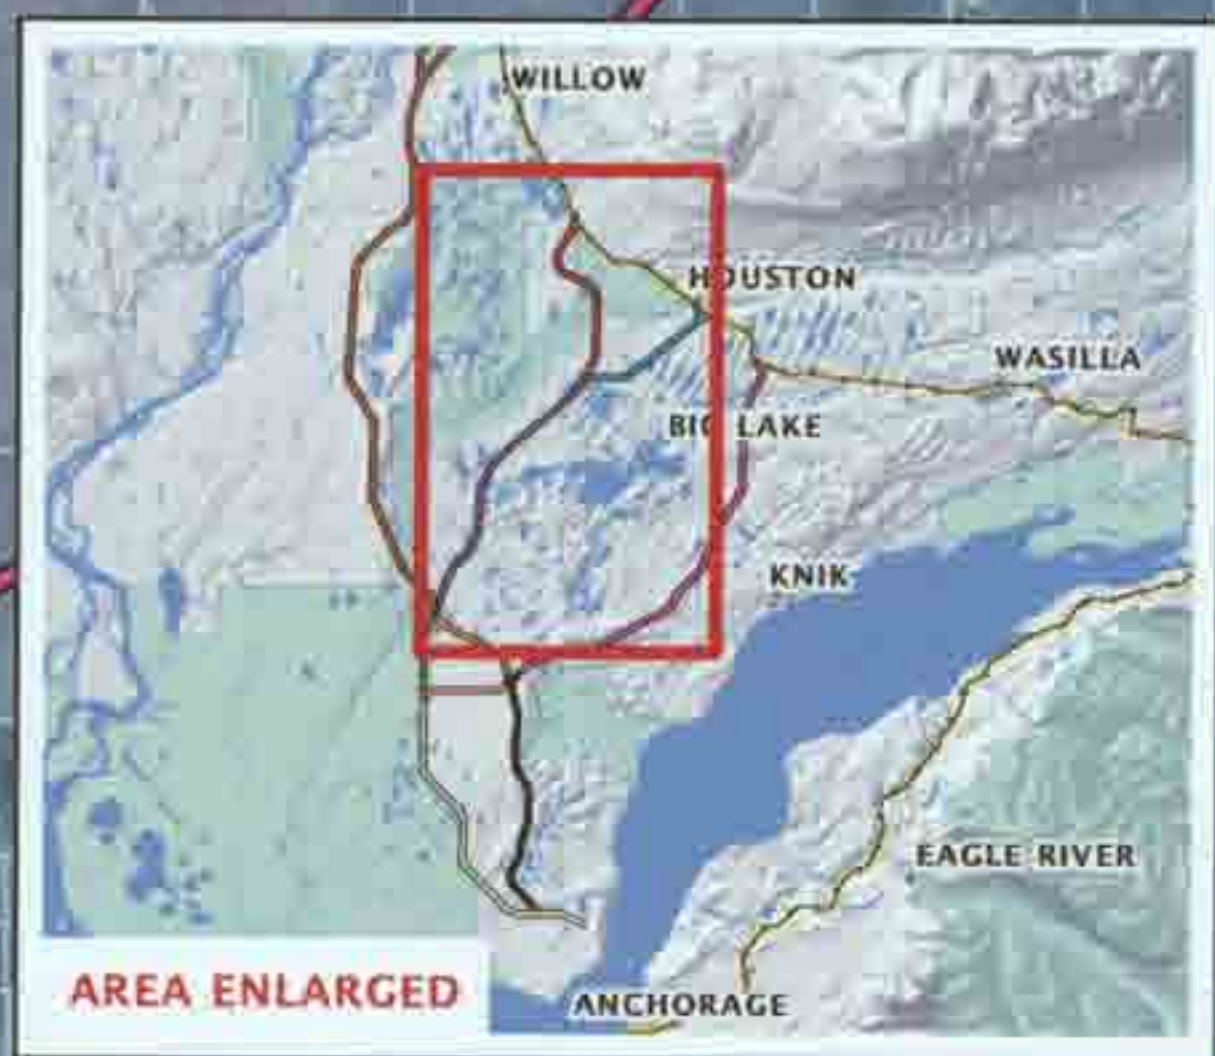 WILLOW
HOUSTON
WASILLA
BIG LAKE
KNIK
EAGLE RIVER
AREA ENLARGED
ANCHORAGE